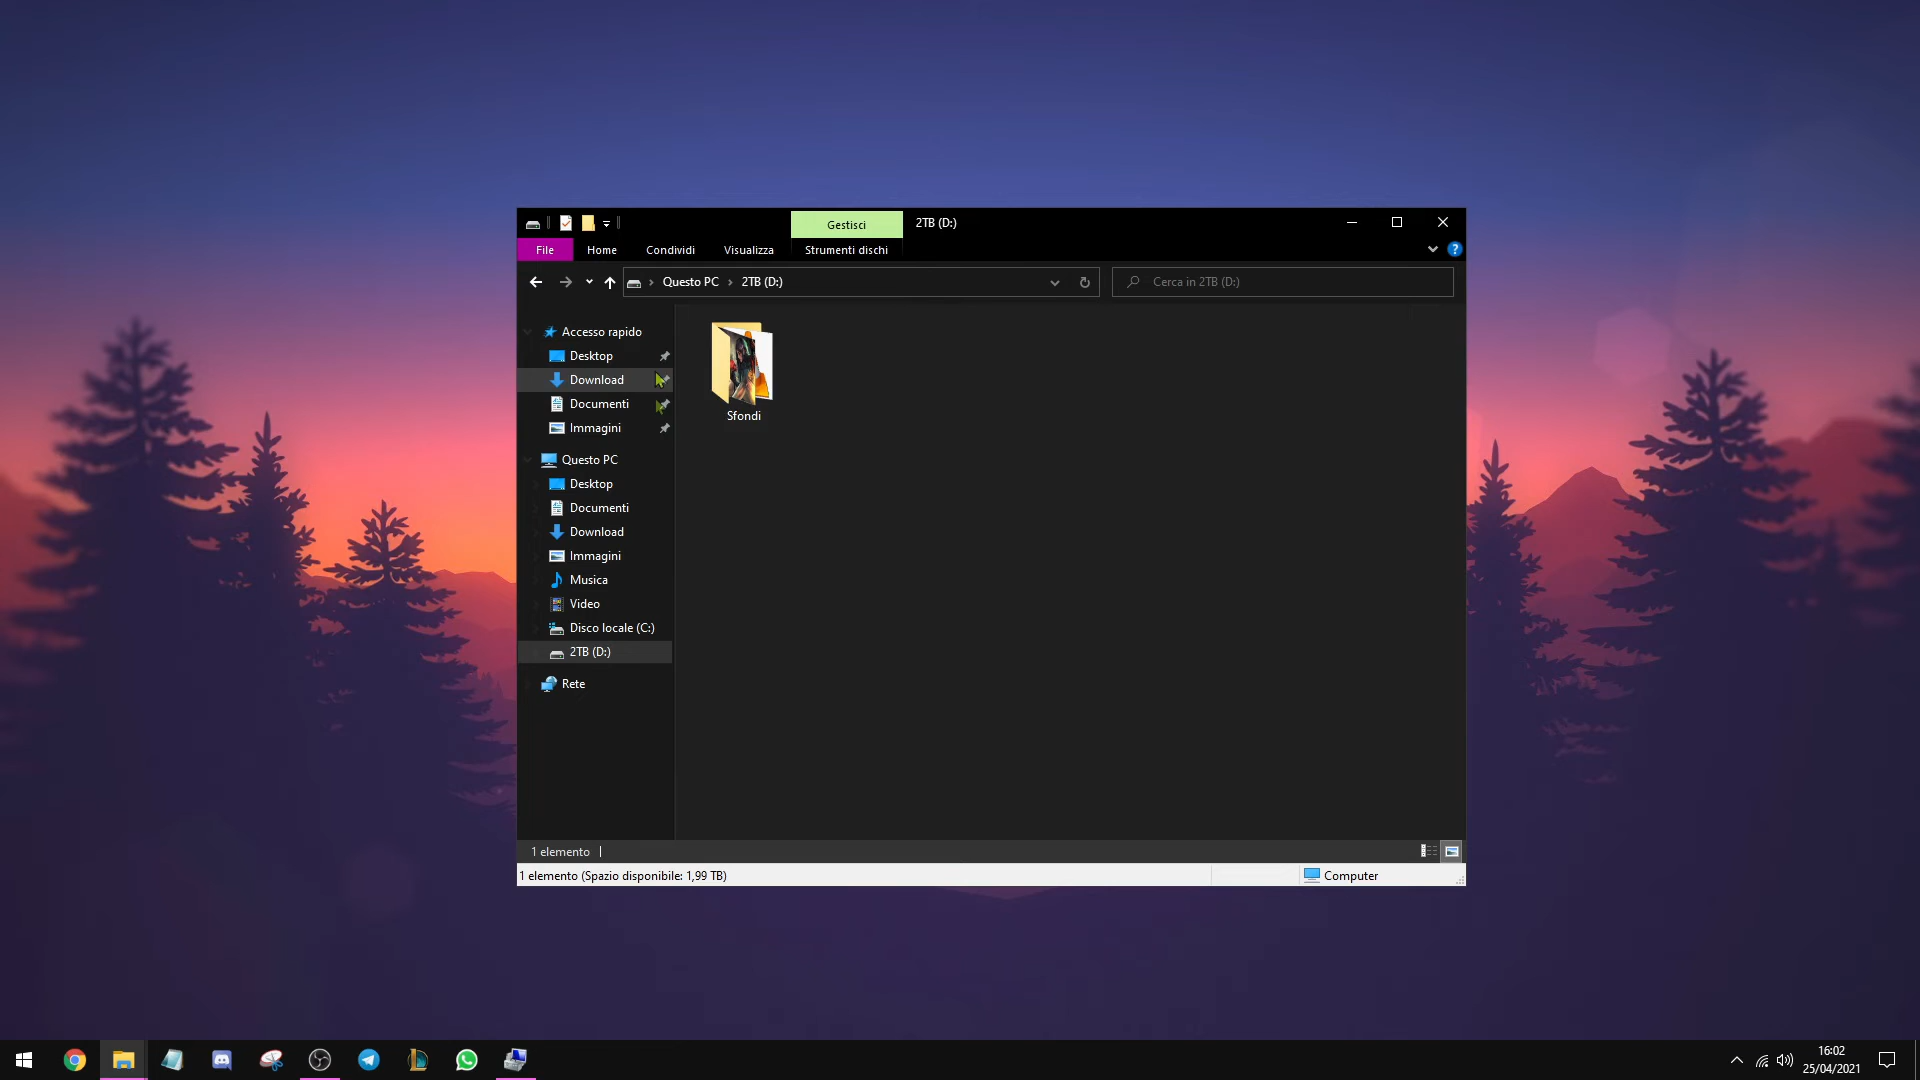 Gestisci
2TB (D:)
File
Home
Condividi
Visualizza
Strumenti dischi
?
Questo PC
2TB (D:)
Cerca in 2TB (D:)
Accesso rapido
Desktop
Download
Documenti
Immagini
Questo PC
Desktop
Documenti
Download
Immagini
Musica
Video
Disco locale (C:)
2TB (D:)
Rete
Sfondi
1 elemento
1 elemento (Spazio disponibile: 1,99 TB)
Computer
16:02
25/04/2021